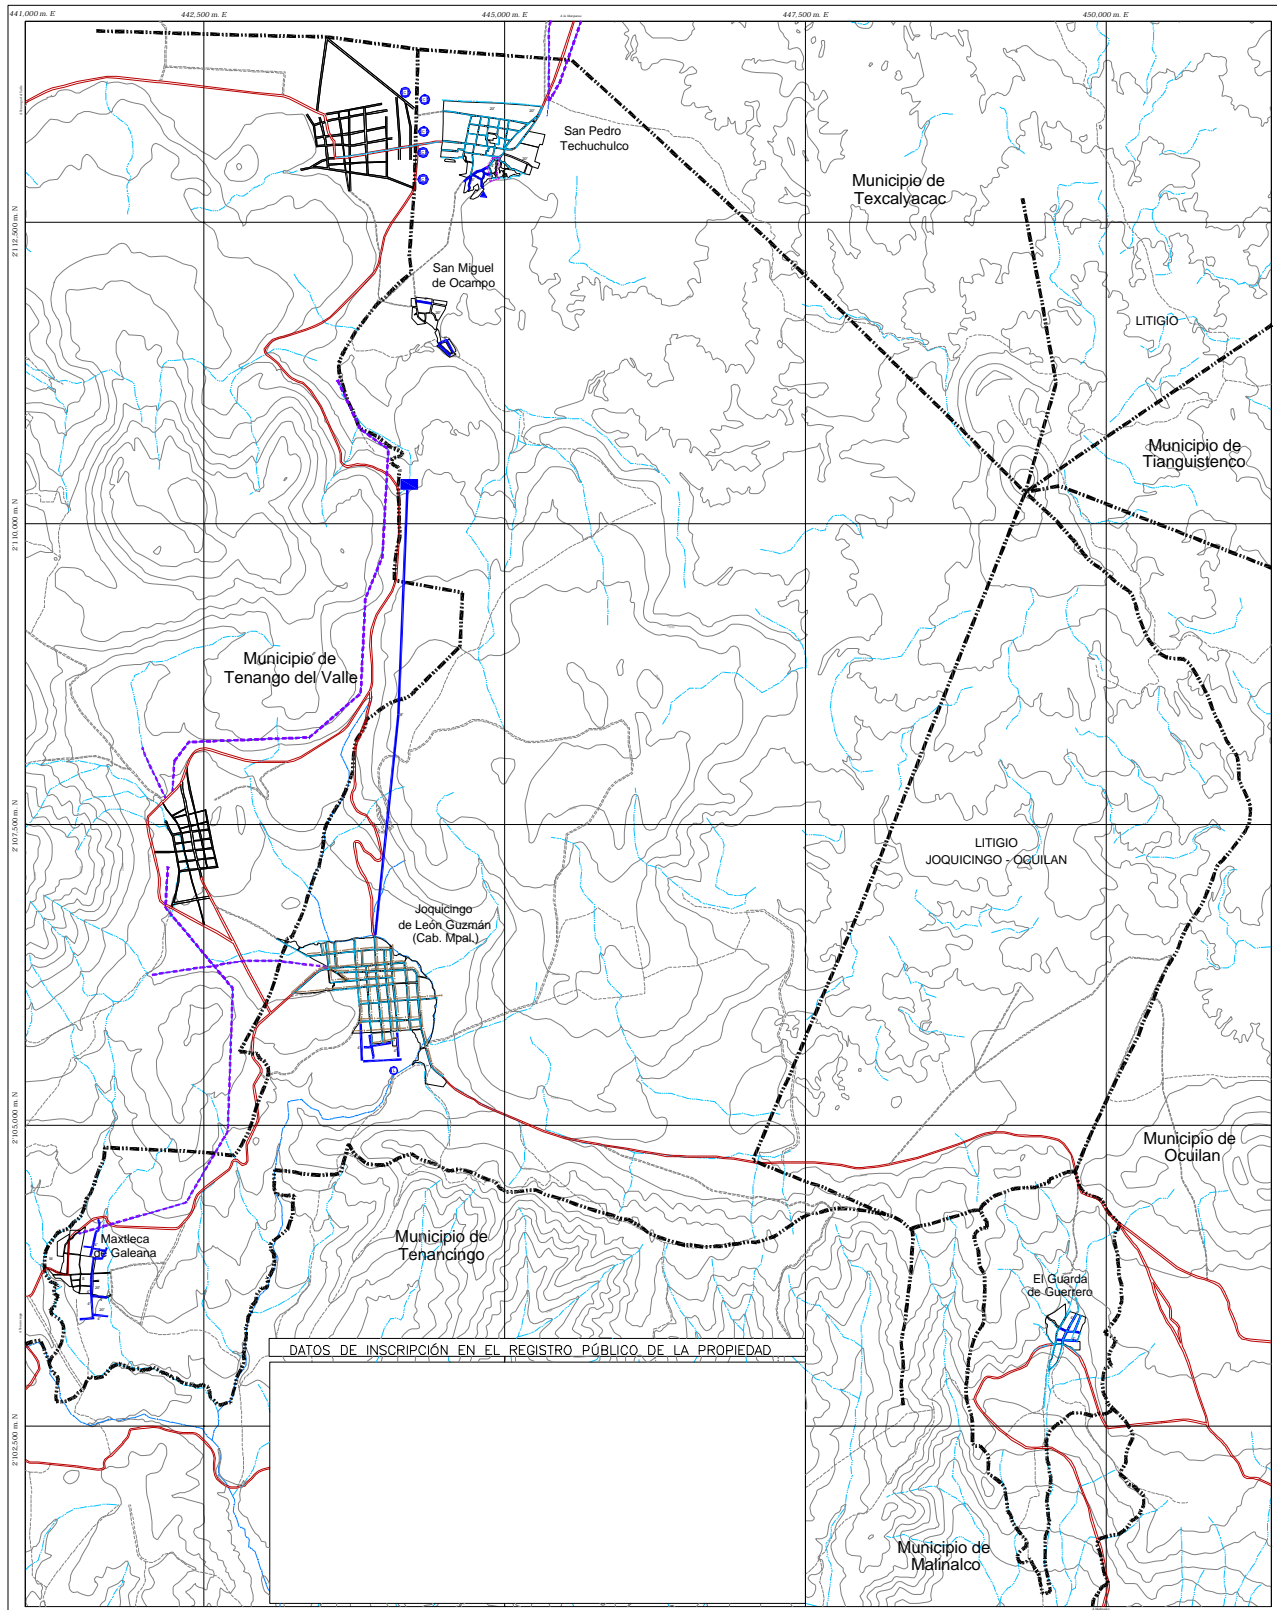 441,000 m. E
442,500 m. E
445,000 m. E
447,500 m. E
450,000 m. E
San Pedro
Techuchulco
Municipio de
Texcalyacac
2'112,500 m. N
San Miguel
de Ocampo
LITIGIO
Municipio de
Tianguistenco
2'110,000 m. N
Municipio de
Tenango del Valle
2'107,500 m. N
LITIGIO
JOQUICINGO - OCUILAN
Joquicingo
de León Guzmán
(Cab. Mpal.)
2'105,000 m. N
Municipio de
Ocuilan
Maxtleca
de Galeana
Municipio de
Tenancingo
El Guarda
de Guerrero
DATOS DE INSCRIPCIÓN EN EL REGISTRO PÚBLICO DE LA PROPIEDAD
2'102,500 m. N
Municipio de
Malinalco